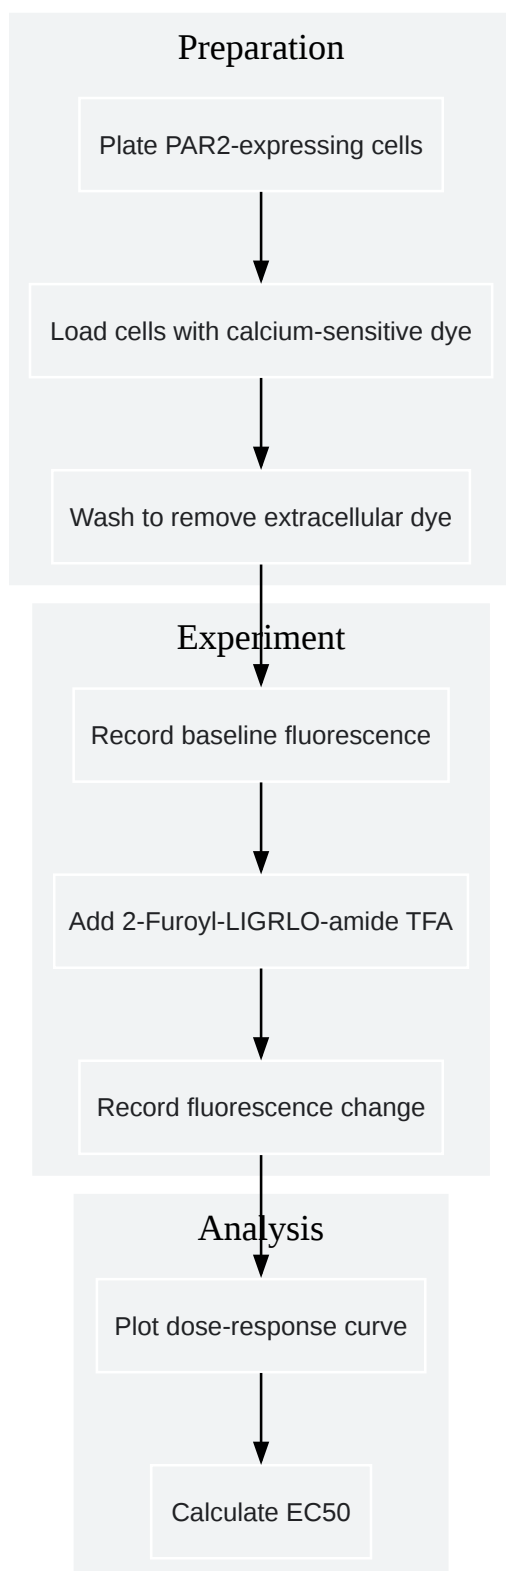 Preparation
Plate PAR2-expressing cells
Load cells with calcium-sensitive dye
Wash to remove extracellular dye
Experiment
Record baseline fluorescence
Add 2-Furoyl-LIGRLO-amide TFA
Record fluorescence change
Analysis
Plot dose-response curve
Calculate EC50